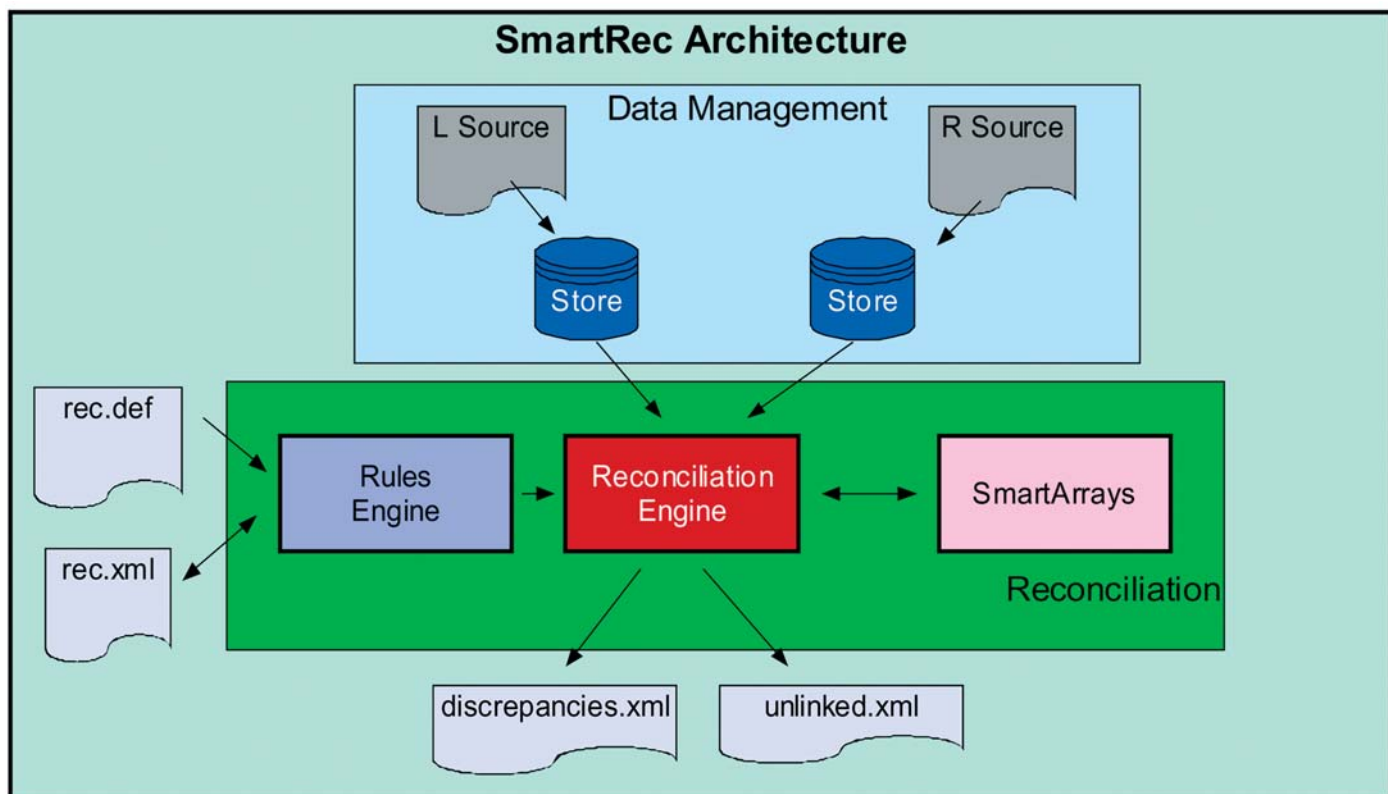 SmartRec Architecture
Data Management
L Source
R Source
Store
Store
rec.def
Rules
Engine
Reconciliation
Engine
SmartArrays
rec.xml
Reconciliation
discrepancies.xml
unlinked.xml